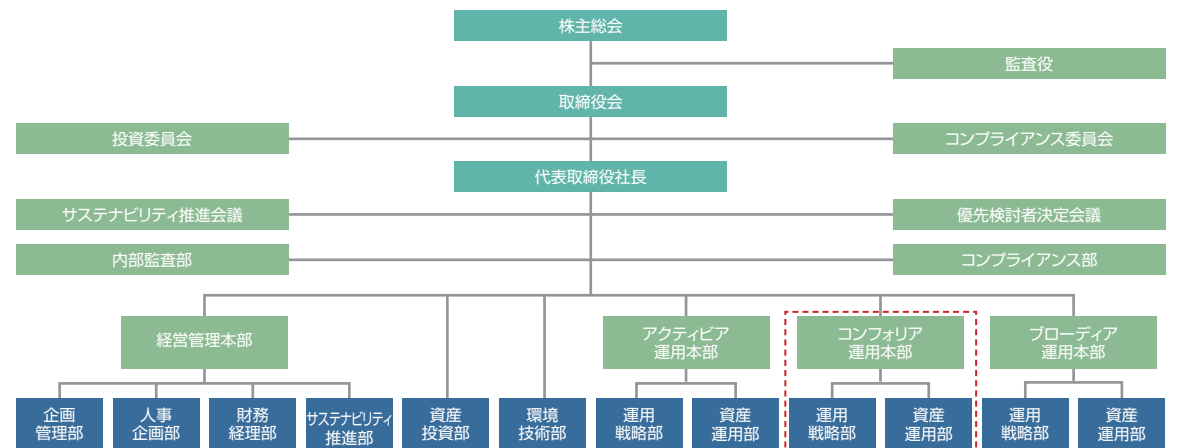 株主総会
監査役
取締役会
投資委員会
コンプライアンス委員会
代表取締役社長
サステナビリティ推進会議
優先検討者決定会議
内部監査部
コンプライアンス部
経営管理本部
アクティビア
運用本部
コンフォリア
運用本部
ブローディア
運用本部
企画
管理部
人事
企画部
財務
経理部
サステナビリティ
推進部
資産
投資部
環境
技術部
運用
戦略部
資産
運用部
運用
戦略部
資産
運用部
運用
戦略部
資産
運用部